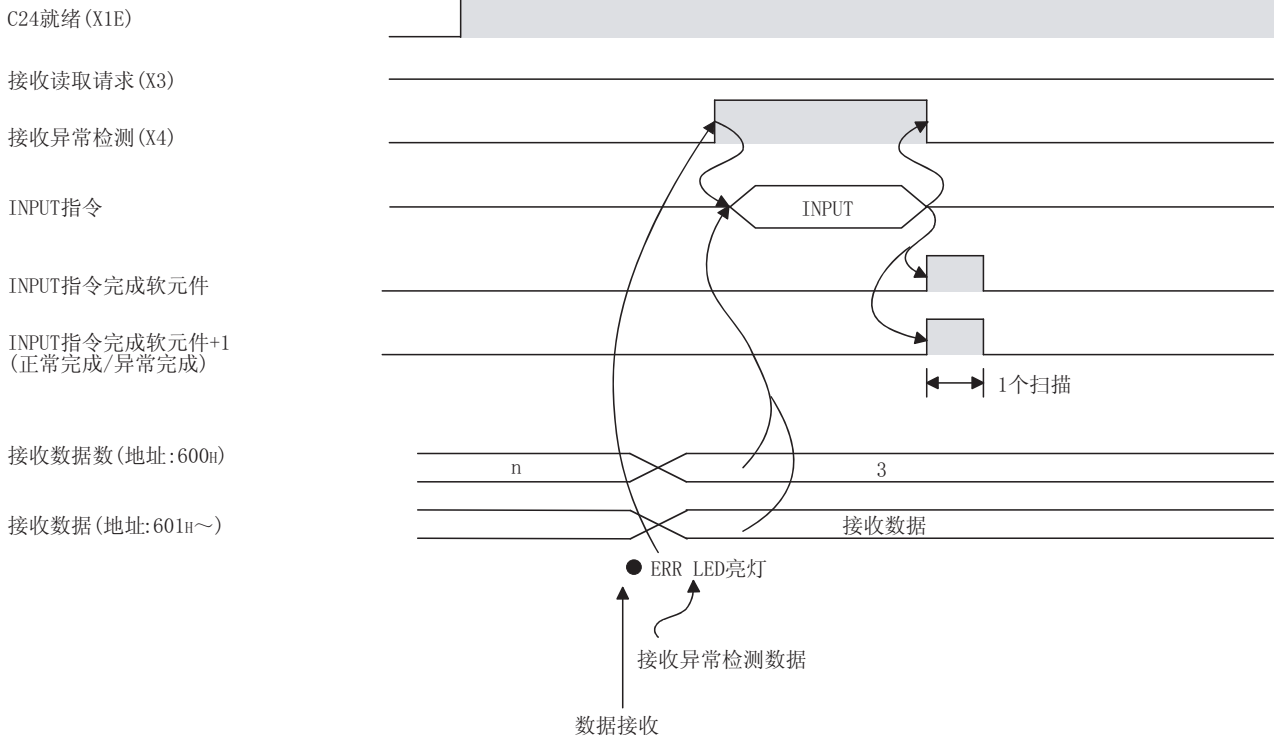 C24就绪(X1E)
接收读取请求(X3)
接收异常检测(X4)
INPUT指令
INPUT
INPUT指令完成软元件
INPUT指令完成软元件+1
(正常完成/异常完成)
1个扫描
接收数据数(地址:600H)
n
3
接收数据(地址:601H～)
接收数据
ERR LED亮灯
接收异常检测数据
数据接收